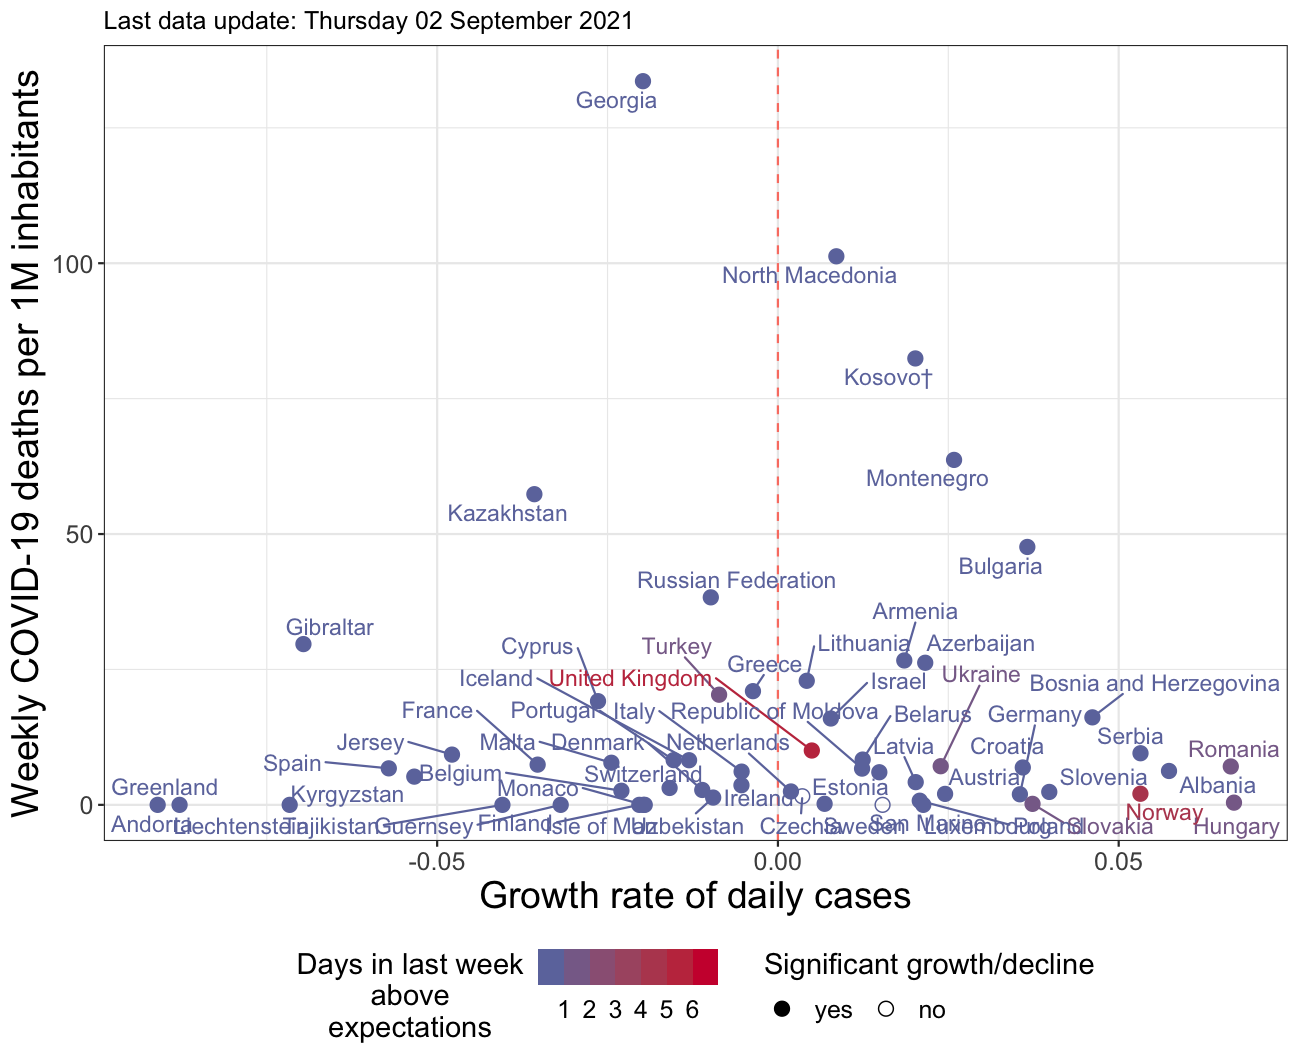 Last data update: Thursday 02 September 2021
Weekly COVID-19 deaths per 1M inhabitants
Georgia
100
North Macedonia
Kosovo†
Montenegro
Kazakhstan
50
Bulgaria
Russian Federation
Armenia
Gibraltar
Cyprus
Turkey
Lithuania
Azerbaijan
Greece
Iceland
United Kingdom
Israel
Ukraine
Bosnia and Herzegovina
France
Portugal
Italy
Republic of Moldova
Belarus
Germany
Serbia
Jersey
Malta
Denmark
Netherlands
Latvia
Croatia
Romania
Spain
Belgium
Switzerland
Austria
Slovenia
Albania
Greenland
Kyrgyzstan
Monaco
Ireland
Estonia
0
Norway
Andorra
Liechtenstein
Tajikistan
Guernsey
Finland
Isle of Man
Uzbekistan
Czechia
Sweden
San Marino
Luxembourg
Poland
Slovakia
Hungary
-0.05
0.00
0.05
Growth rate of daily cases
Days in last week
above
expectations
1 2 3 4 5 6
Significant growth/decline
yes
no